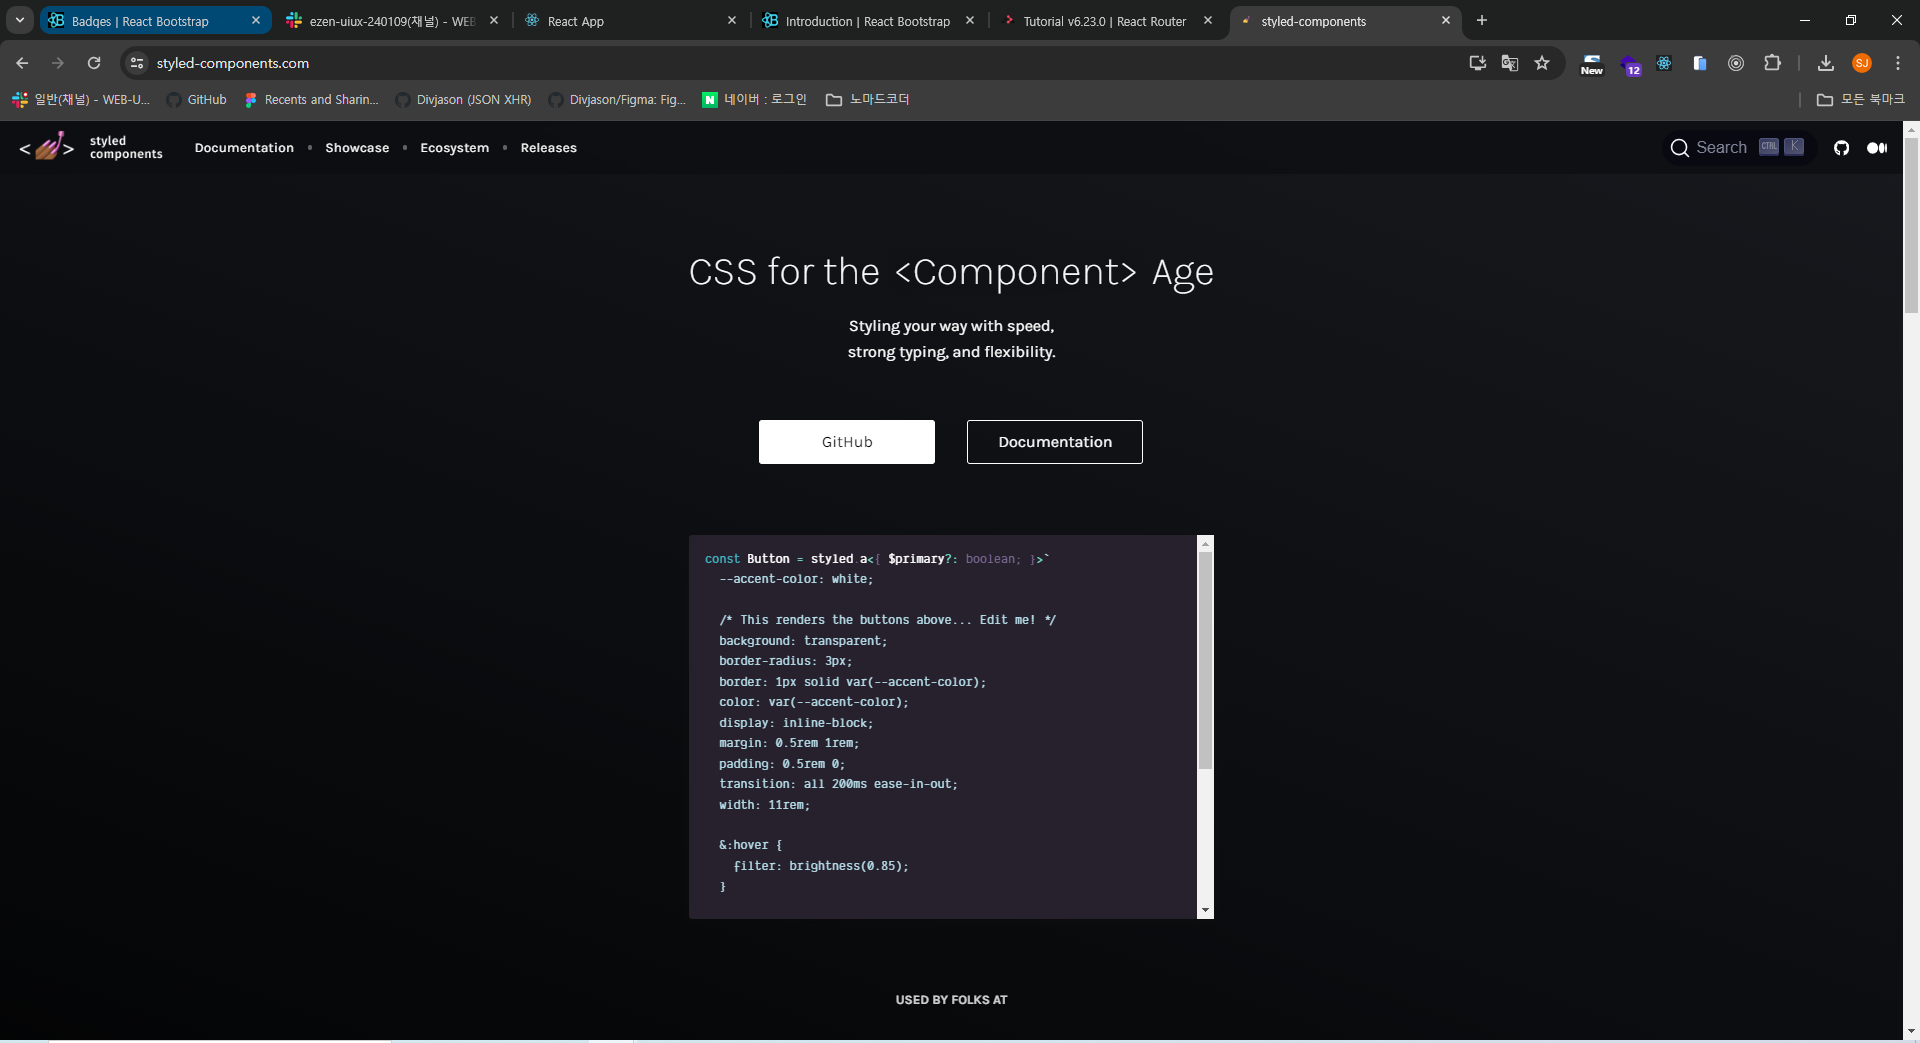 Badges | React Bootstrap
ezen-uiux-240109(채널) - WEB
React App
Introduction | React Bootstrap
Tutorial v6.23.0 | React Router
styled-components
styled-components.com
New
12
SJ
일반(채널) - WEB-U...
GitHub
Recents and Sharin...
Divjason (JSON XHR)
Divjason/Figma: Fig...
N
네이버 : 로그인
노마드코더
모든 북마크
styled
components
Documentation
Showcase
Ecosystem
Releases
Search
CTRL
K
CSS for the <Component> Age
Styling your way with speed,
strong typing, and flexibility.
GitHub
Documentation
const Button = styled.a<{ $primary?: boolean; }>`
--accent-color: white;
/* This renders the buttons above... Edit me! */
background: transparent;
border-radius: 3px;
border: 1px solid var(--accent-color);
color: var(--accent-color);
display: inline-block;
margin: 0.5rem 1rem;
padding: 0.5rem 0;
transition: all 200ms ease-in-out;
width: 11rem;
&:hover {
filter: brightness(0.85);
}
USED BY FOLKS AT